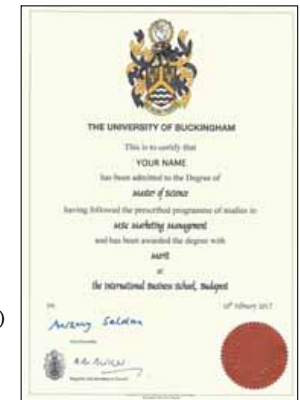 THE UNIVERSITY OF BUCKINGHAM
This is to certify that
YOUR NAME
has been admitted to the Degree of
Master of Science
having followed the prescribed programme of studies in
MSc Marketing Management
and has been awarded the degree with
Merit
at
the International Business School, Budapest
February 2017
)